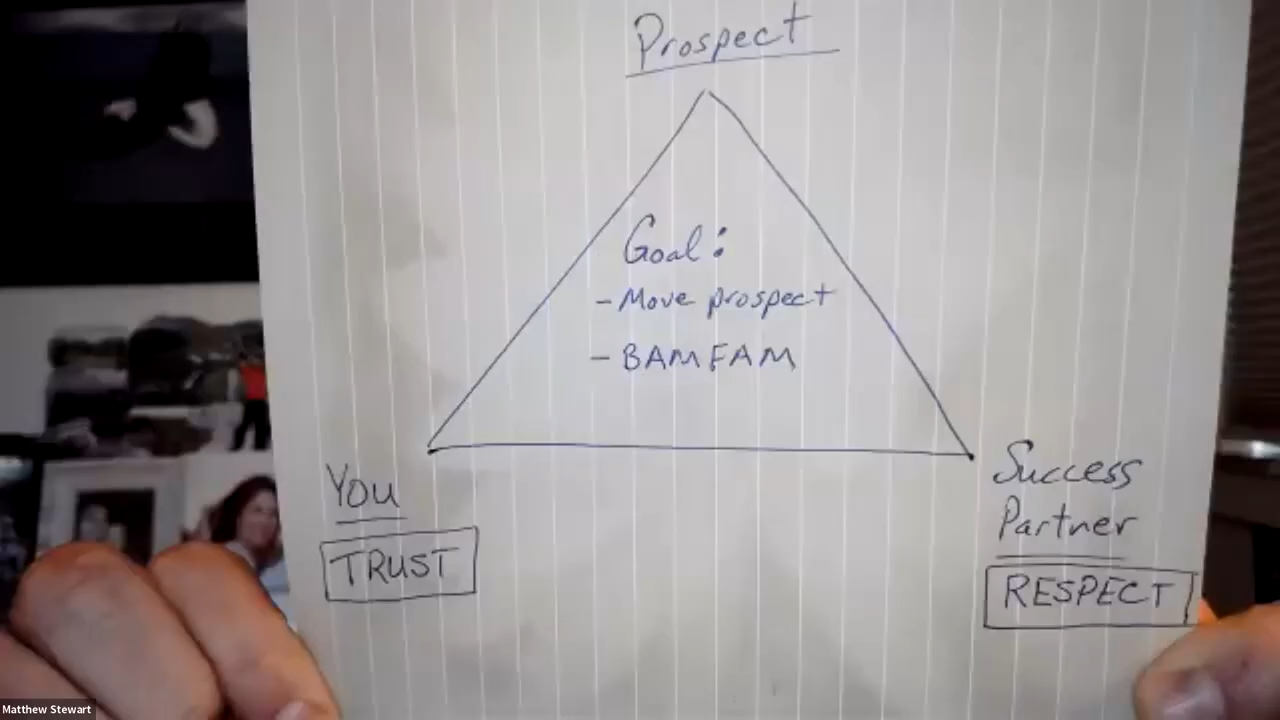 Prospect
Goal:
- Move prospect
- BAMFAM
You
TRUST
Success
Partner
RESPECT
Matthew Stewart